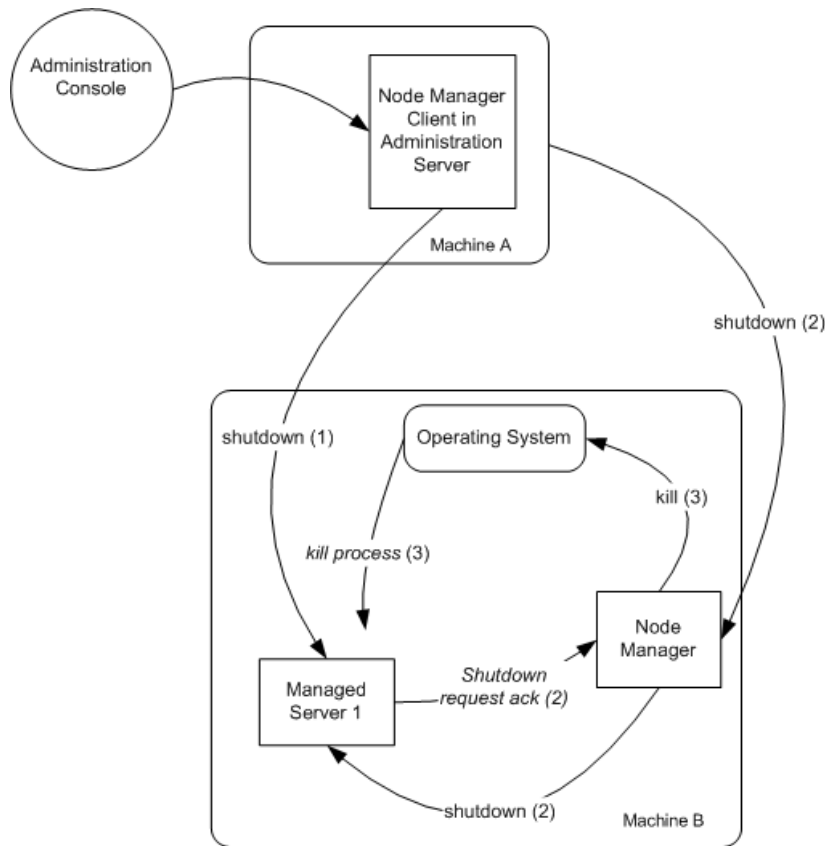 Administration
Console
Node Manager
Client in
Administration
Server
Machine A
shutdown (2)
shutdown (1)
Operating System
kill (3)
kill process (3)
Node
Manager
Shutdown
request ack (2)
Managed
Server 1
shutdown (2)
Machine B